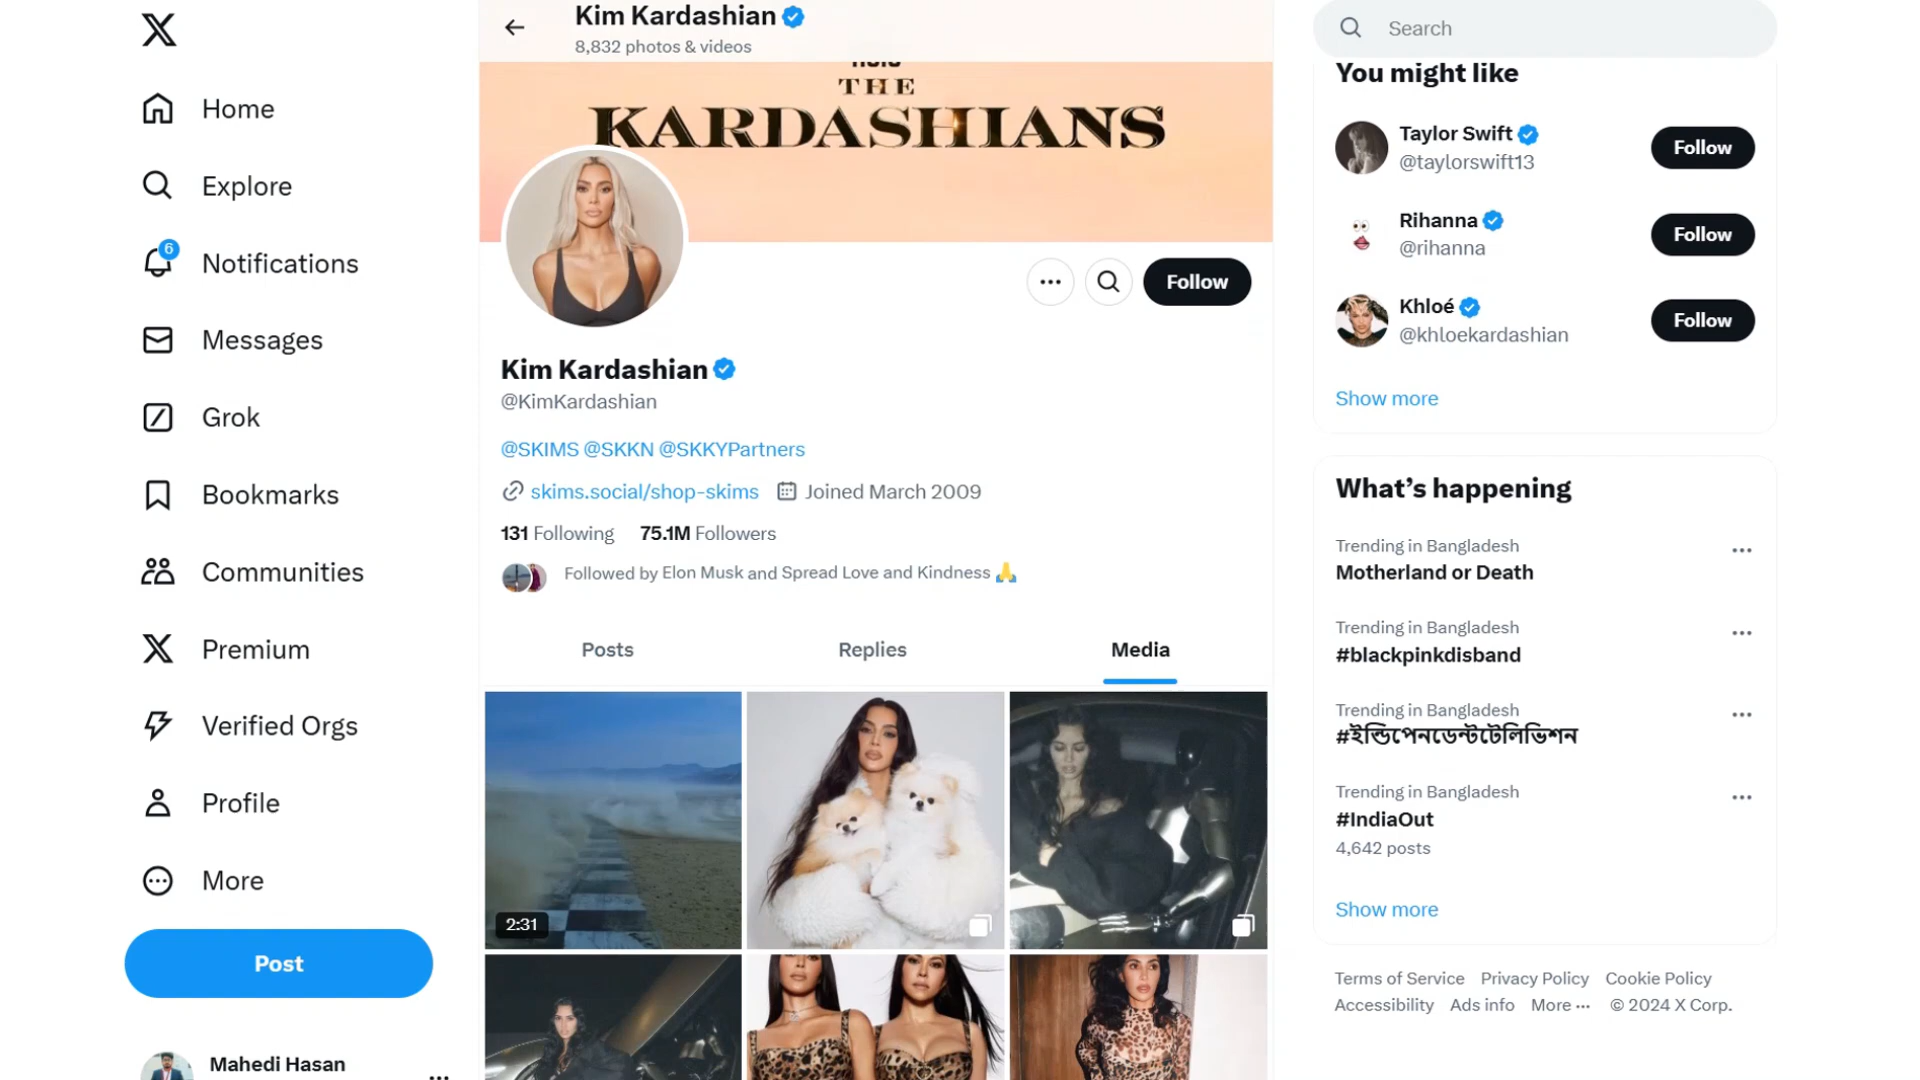 Home
Explore
6
Notifications
Messages
Grok
Bookmarks
Communities
Premium
Verified Orgs
Profile
More
Post
Mahedi Hasan
Kim Kardashian
8,832 photos & videos
THE
KARDASHIANS
Follow
Kim Kardashian
@KimKardashian
@SKIMS @SKKN @SKKYPartners
skims.social/shop-skims Joined March 2009
131 Following 75.1M Followers
Followed by Elon Musk and Spread Love and Kindness 🙏
Posts Replies Media
2:31
Search
You might like
Taylor Swift
@taylorswift13
Follow
Rihanna
@rihanna
Follow
Khloé
@khloekardashian
Follow
Show more
What’s happening
Trending in Bangladesh
Motherland or Death
Trending in Bangladesh
#blackpinkdisband
Trending in Bangladesh
#ইন্ডিপেনডেন্টটেলিভিশন
Trending in Bangladesh
#IndiaOut
4,642 posts
Show more
Terms of Service Privacy Policy Cookie Policy
Accessibility Ads info More ··· © 2024 X Corp.